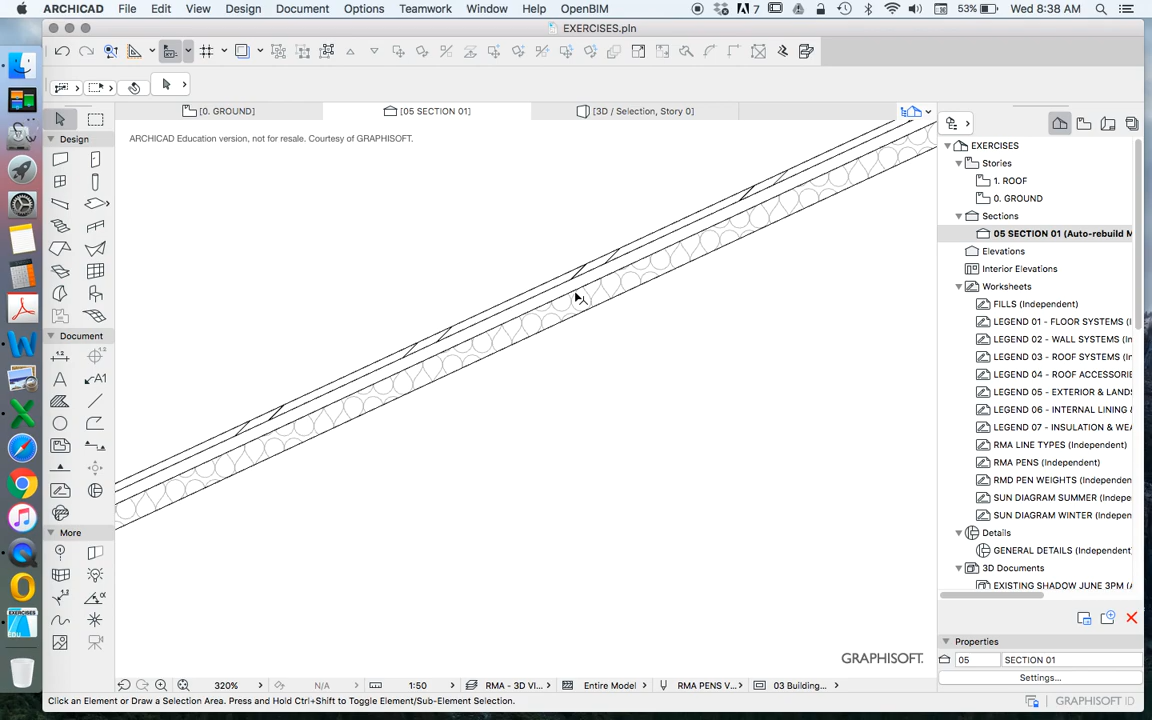 ARCHICAD File Edit View Design Document Options Teamwork Window Help OpenBIM 7 53% Wed 8:38 AM
EXERCISES.pln
[0. GROUND] [05 SECTION 01] [3D / Selection, Story 0]
ARCHICAD Education version, not for resale. Courtesy of GRAPHISOFT.
Design
Document
1.2
A A1
More
1.2
EXERCISES
Stories
1. ROOF
0. GROUND
Sections
05 SECTION 01 (Auto-rebuild M
Elevations
Interior Elevations
Worksheets
FILLS (Independent)
LEGEND 01 - FLOOR SYSTEMS (I
LEGEND 02 - WALL SYSTEMS (In
LEGEND 03 - ROOF SYSTEMS (In
LEGEND 04 - ROOF ACCESSORIE
LEGEND 05 - EXTERIOR & LANDS
LEGEND 06 - INTERNAL LINING &
LEGEND 07 - INSULATION & WEA
RMA LINE TYPES (Independent)
RMA PENS (Independent)
RMD PEN WEIGHTS (Independent)
SUN DIAGRAM SUMMER (Indepe
SUN DIAGRAM WINTER (Indepen
Details
GENERAL DETAILS (Independent)
3D Documents
EXISTING SHADOW JUNE 3PM (A
Properties
05 SECTION 01
Settings...
GRAPHISOFT.
320% N/A 1:50 RMA - 3D VI... Entire Model RMA PENS V... 03 Building...
Click an Element or Draw a Selection Area. Press and Hold Ctrl+Shift to Toggle Element/Sub-Element Selection.
GRAPHISOFT ID